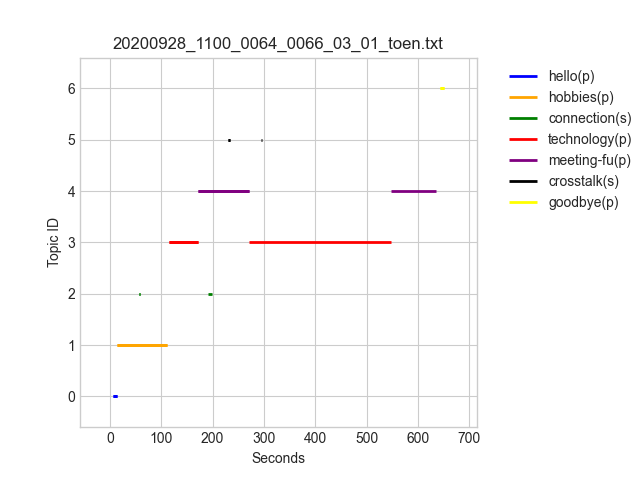 20200928_1100_0064_0066_03_01_toen.txt
6
5
4
3
2
1
0
Topic ID
0 100 200 300 400 500 600 700
Seconds
hello(p)
hobbies(p)
connection(s)
technology(p)
meeting-fu(p)
crosstalk(s)
goodbye(p)